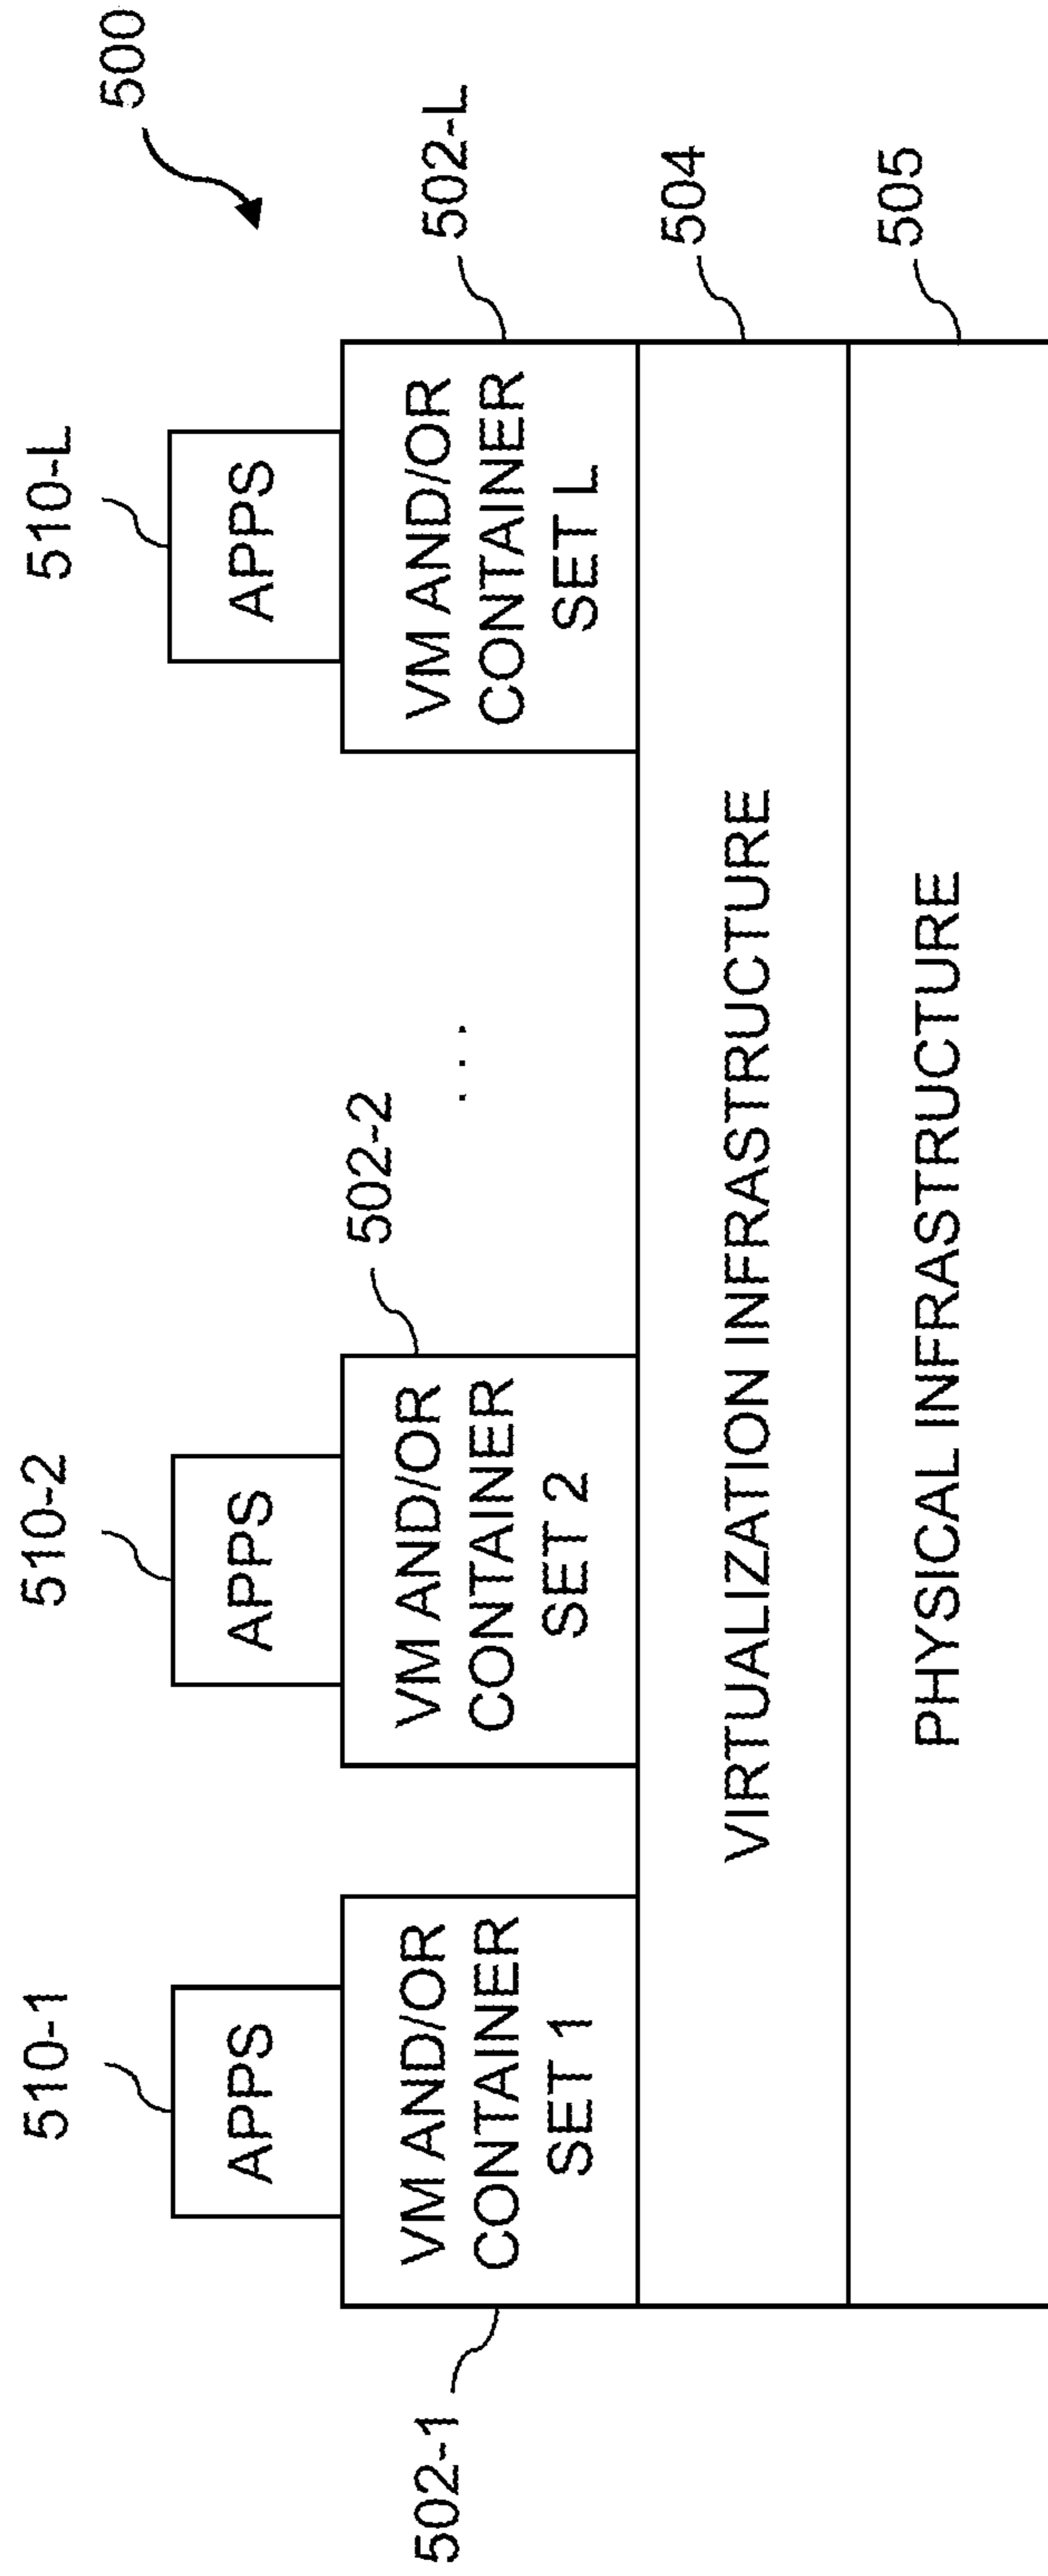 500
510-1
510-2
510-L
APPS
APPS
APPS
502-1
VM AND/OR
CONTAINER
SET 1
VM AND/OR
CONTAINER
SET 2
502-2
. . .
VM AND/OR
CONTAINER
SET L
502-L
VIRTUALIZATION INFRASTRUCTURE
504
PHYSICAL INFRASTRUCTURE
505